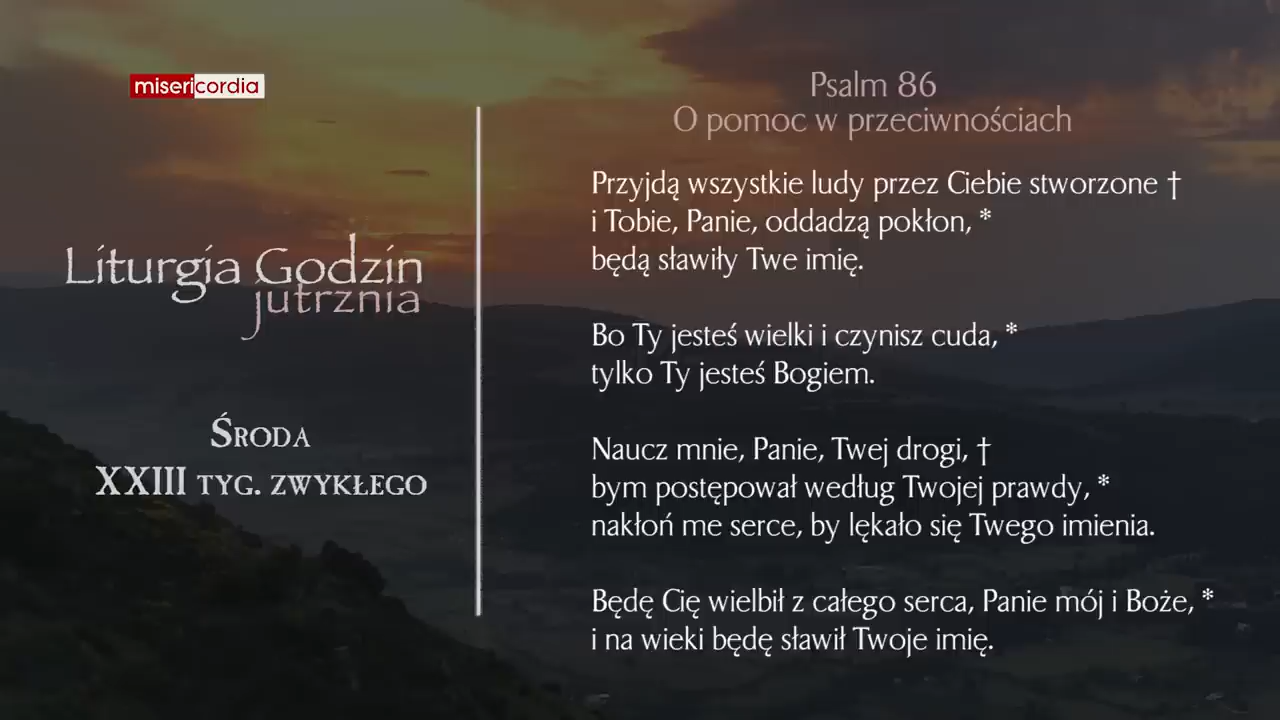 misericordia
Liturgia Godzin
jutrznia
Środa
XXIII tyg. zwykłego
Psalm 86
O pomoc w przeciwnościach
Przyjdą wszystkie ludy przez Ciebie stworzone †
i Tobie, Panie, oddadzą pokłon, *
będą sławiły Twe imię.
Bo Ty jesteś wielki i czynisz cuda, *
tylko Ty jesteś Bogiem.
Naucz mnie, Panie, Twej drogi, †
bym postępował według Twojej prawdy, *
nakłoń me serce, by lękało się Twego imienia.
Będę Cię wielbił z całego serca, Panie mój i Boże, *
i na wieki będę sławił Twoje imię.